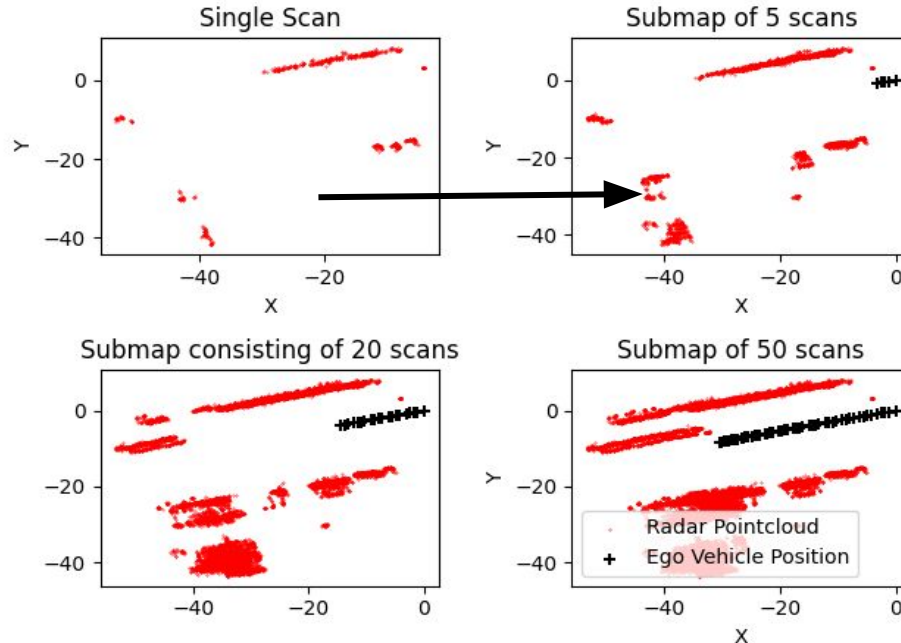 Single Scan
Submap of 5 scans
0
−20
−40
Y
−40
−20
X
0
−20
−40
Y
−40
−20
0
X
Submap consisting of 20 scans
Submap of 50 scans
0
−20
−40
−40
−20
0
0
−20
−40
Y
−40
−20
0
X
Radar Pointcloud
Ego Vehicle Position